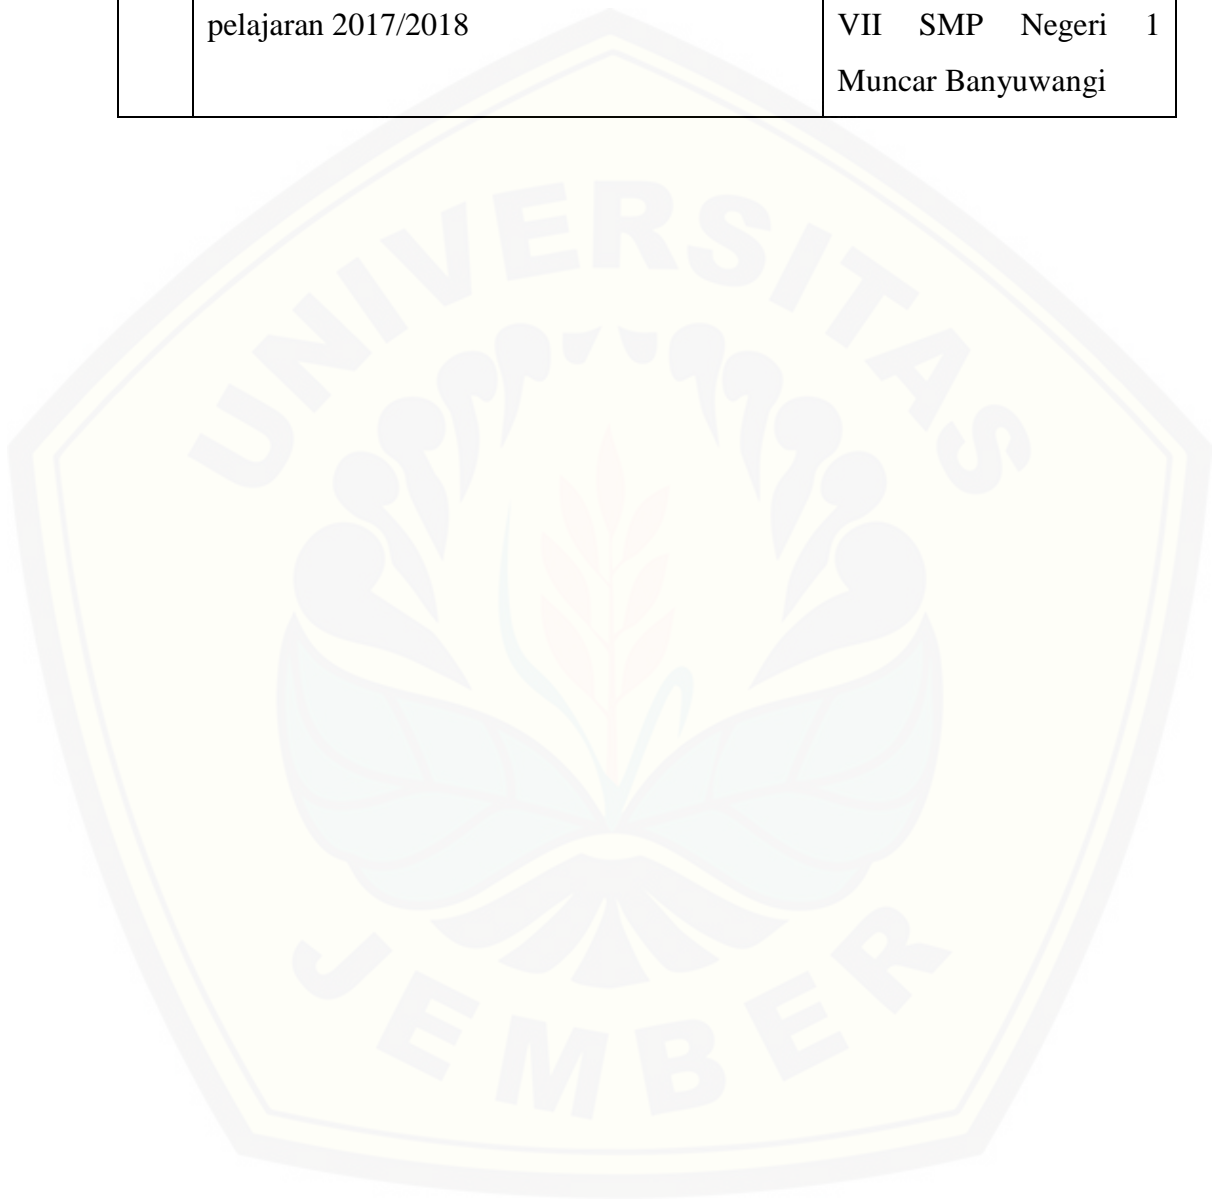 pelajaran 2017/2018
VII SMP Negeri 1
Muncar Banyuwangi
UNIVERSITAS
JEMBER